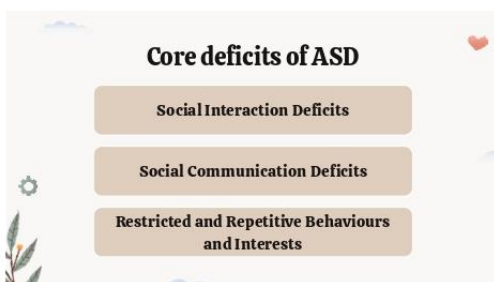 Core deficits of ASD
Social Interaction Deficits
Social Communication Deficits
Restricted and Repetitive Behaviours
and Interests